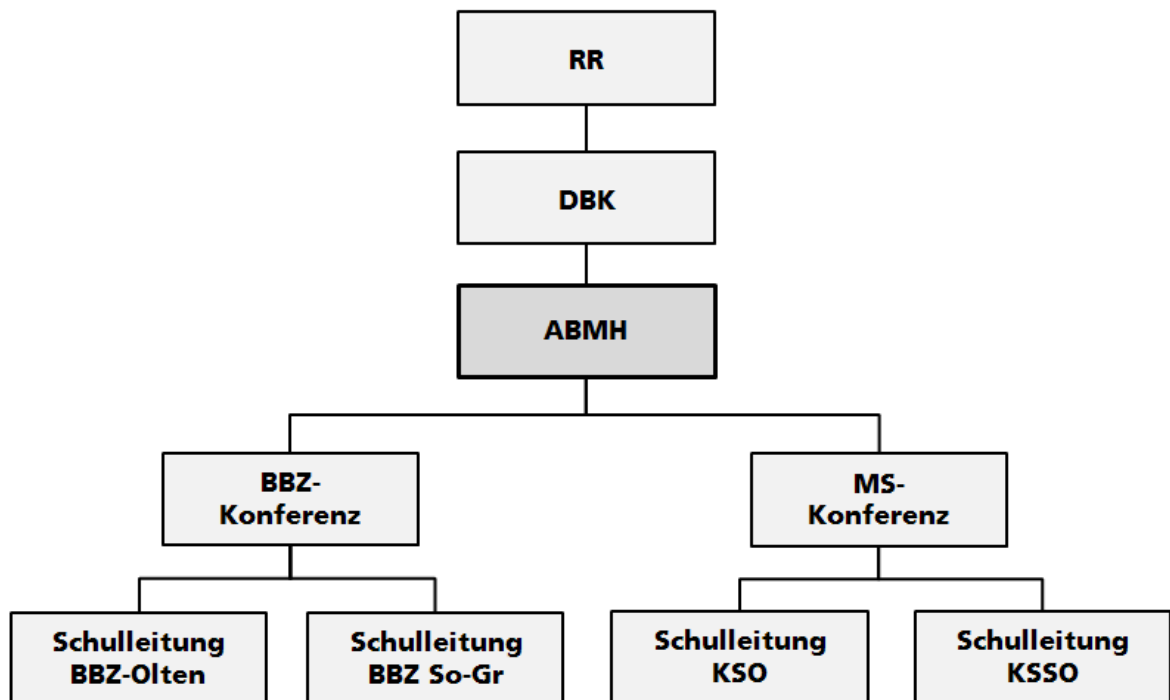 RR
DBK
ABMH
BBZ-
Konferenz
MS-
Konferenz
Schulleitung
BBZ-Olten
Schulleitung
BBZ So-Gr
Schulleitung
KSO
Schulleitung
KSSO